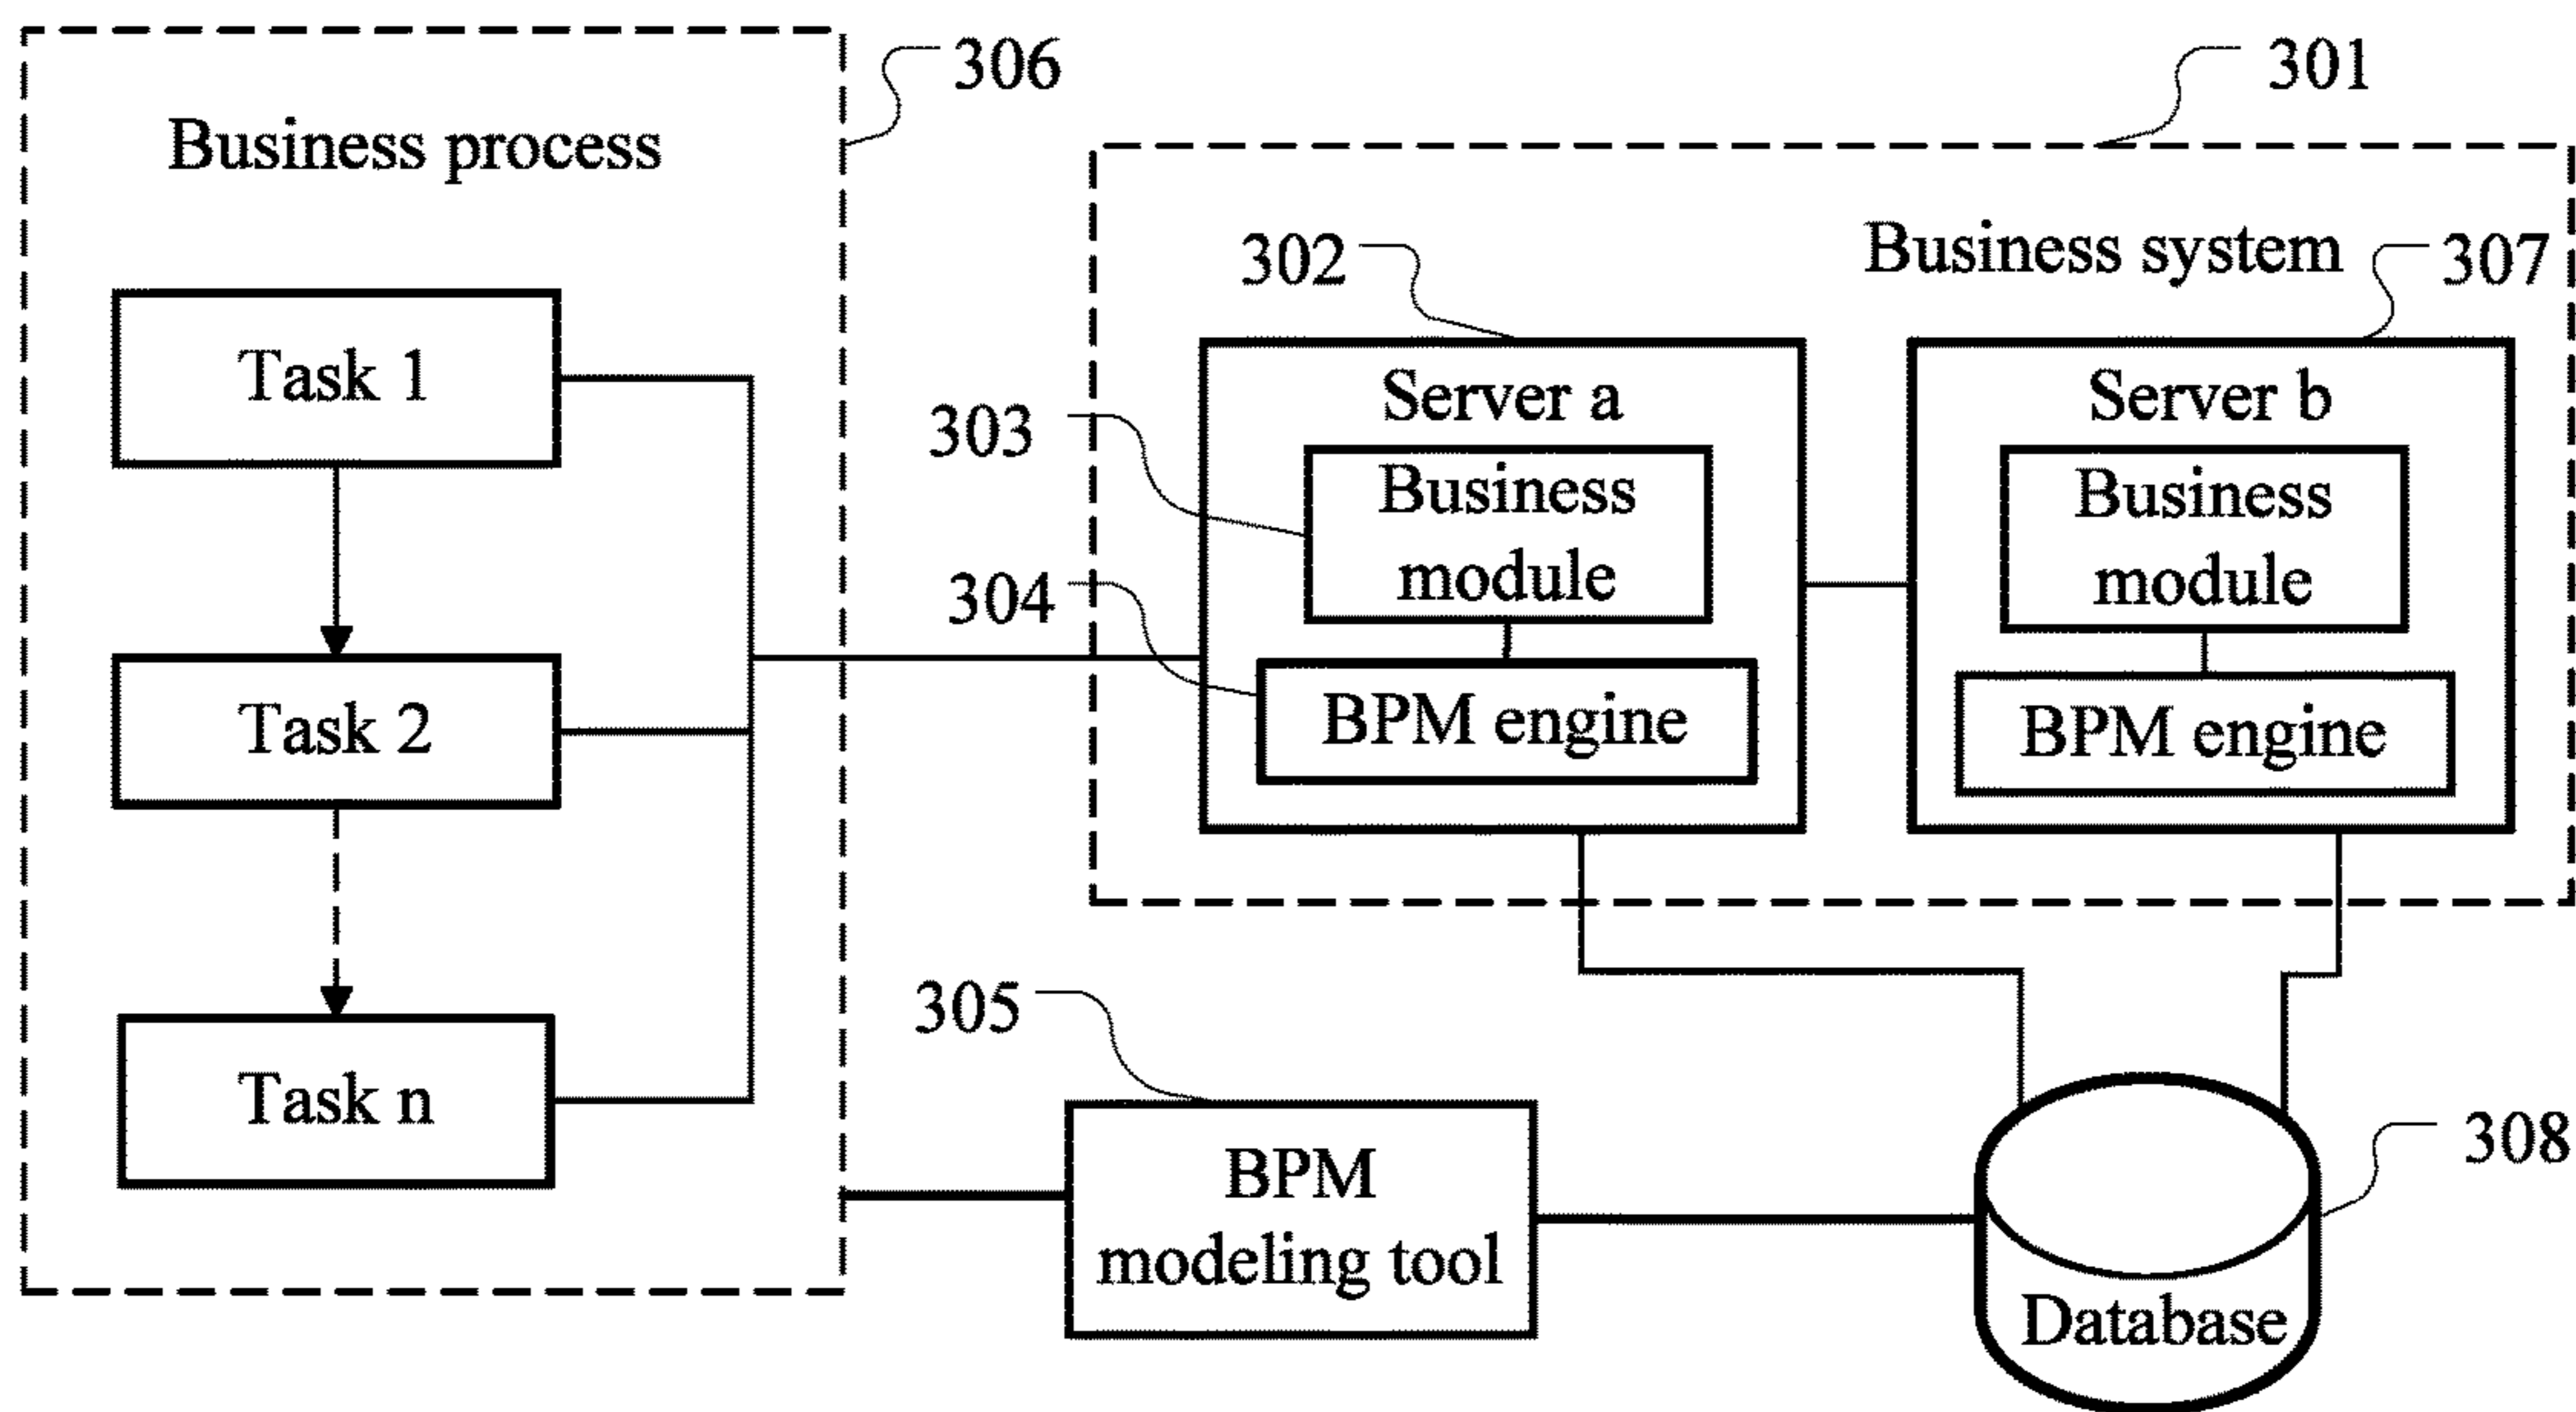 306
301
Business process
302
Business system
307
Task 1
Server a
Server b
303
Business
module
Business
module
304
BPM engine
BPM engine
Task 2
305
Task n
BPM
modeling tool
308
Database